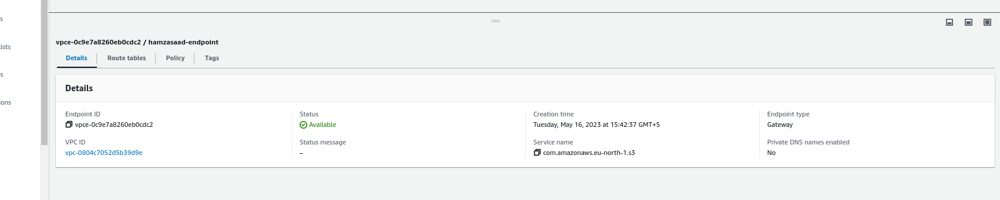 s
lists
s
ions
vpce-0c9e7a8260eb0cdc2 / hamzasaad-endpoint
Details Route tables Policy Tags
Details
Endpoint ID Status Creation time Endpoint type
vpce-0c9e7a8260eb0cdc2 Available Tuesday, May 16, 2023 at 15:42:37 GMT+5 Gateway
VPC ID Status message Service name Private DNS names enabled
vpc-0804c7052d5b39d9e – com.amazonaws.eu-north-1.s3 No